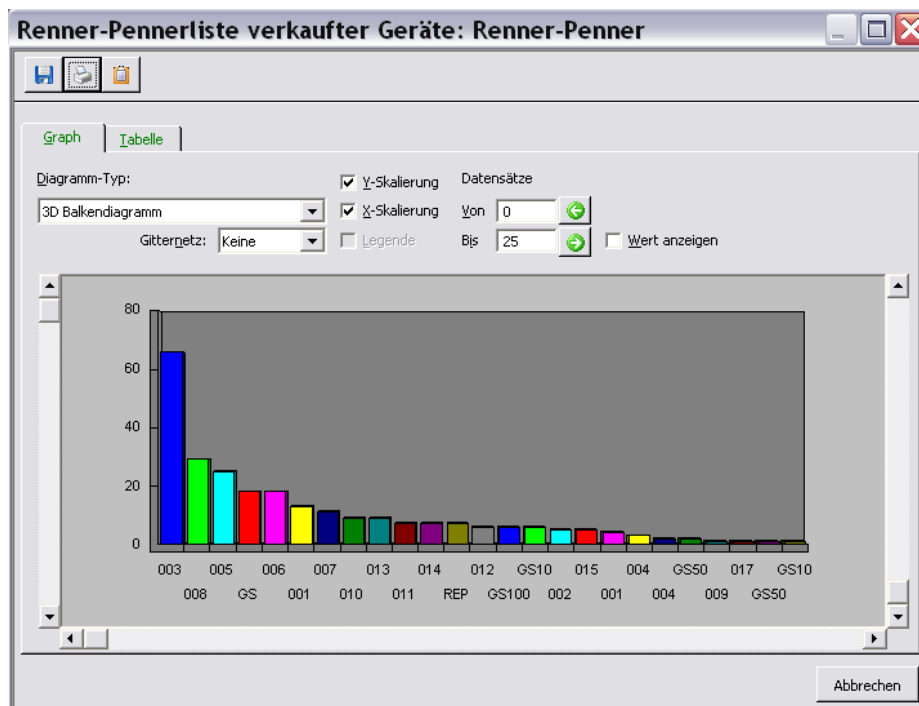 Renner-Pennerliste verkaufter Geräte: Renner-Penner
Graph Tabelle
Diagramm-Typ: Y-Skalierung Datensätze
3D Balkendiagramm X-Skalierung Von 0
Gitternetz: Keine Legende Bis 25 Wert anzeigen
80
60
40
20
0
003 005 006 007 013 014 012 GS10 015 004 GS50 017 GS10
008 GS 001 010 011 REP GS100 002 001 004 009 GS50
Abbrechen